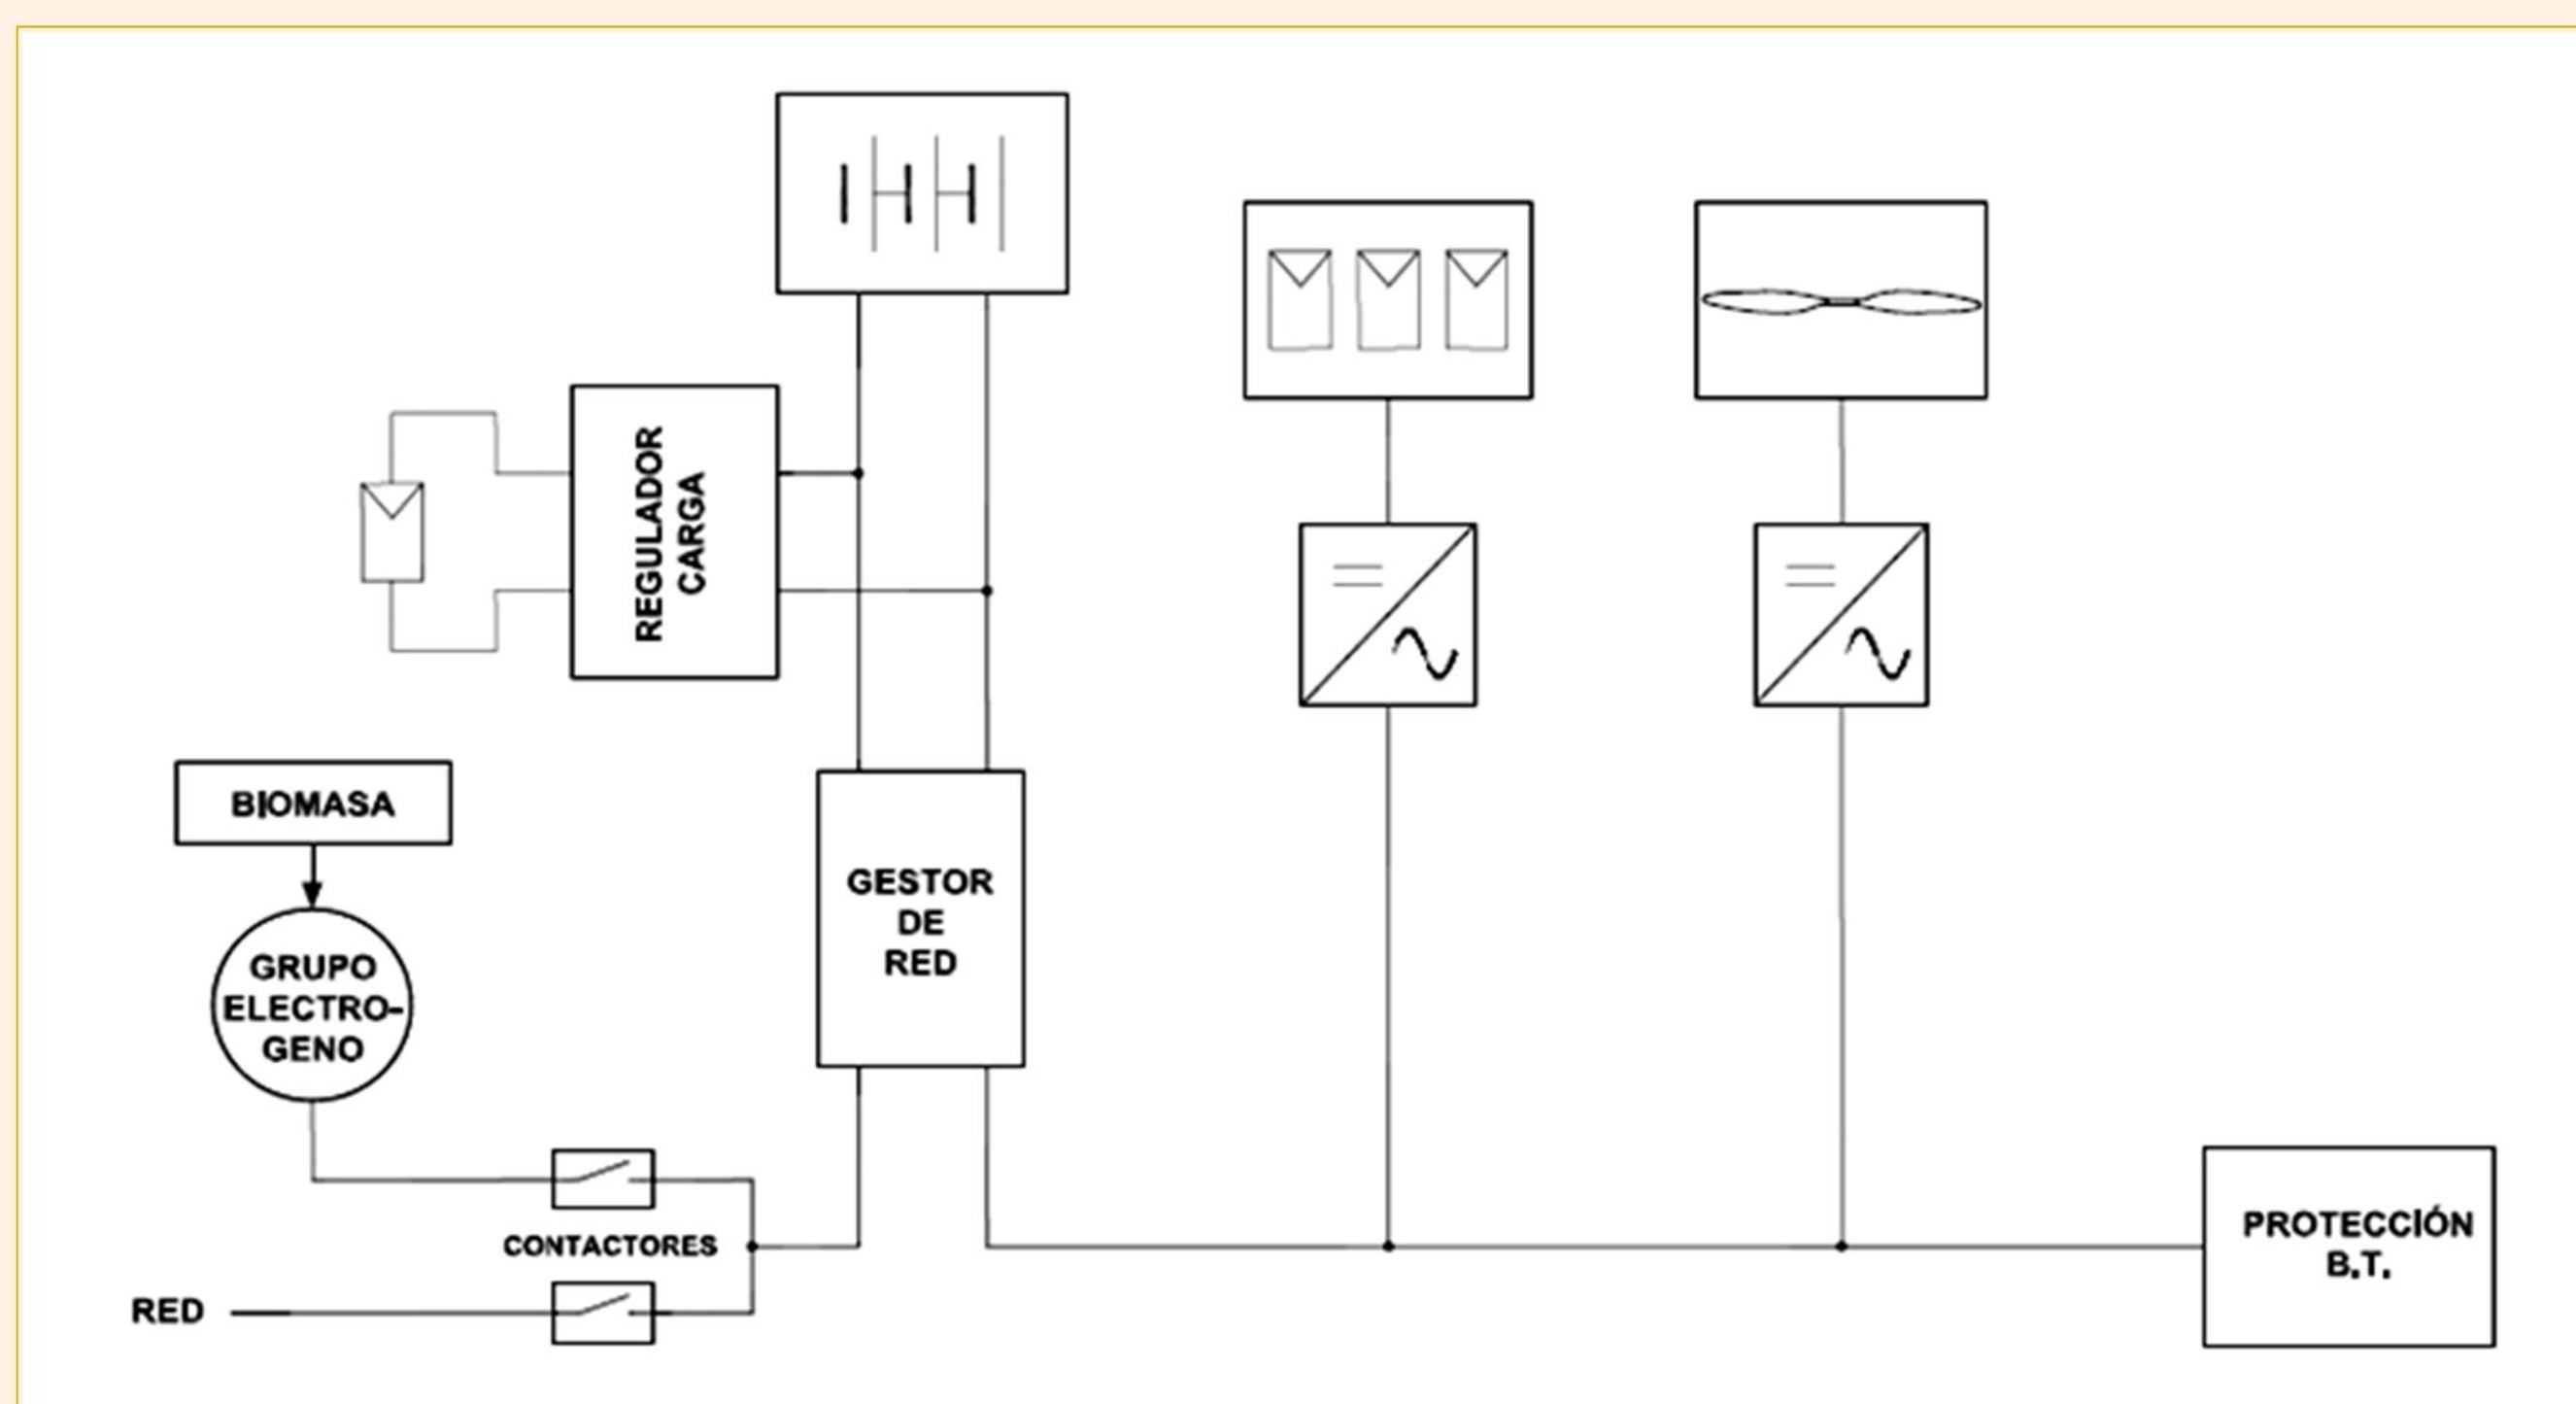 REGULADOR
CARGA
BIOMASA
GESTOR
DE
RED
GRUPO
ELECTRO-
GENO
CONTACTORES
RED
PROTECCIÓN
B.T.